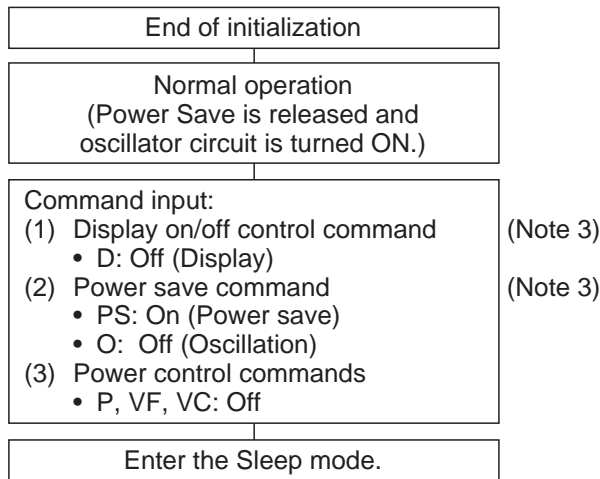 End of initialization
Normal operation
(Power Save is released and
oscillator circuit is turned ON.)
Command input:
(1) Display on/off control command (Note 3)
• D: Off (Display)
(2) Power save command (Note 3)
• PS: On (Power save)
• O: Off (Oscillation)
(3) Power control commands
• P, VF, VC: Off
Enter the Sleep mode.